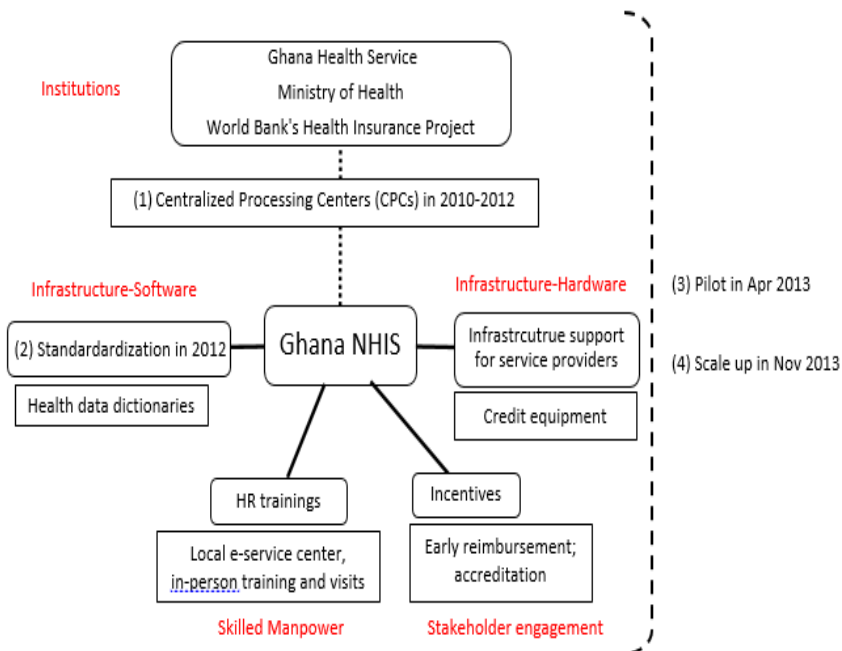 Ghana Health Service
Institutions
Ministry of Health
World Bank's Health Insurance Project
(1) Centralized Processing Centers (CPCs) in 2010-2012
Infrastructure-Software
Infrastructure-Hardware
(3) Pilot in Apr 2013
(2) Standardardization in 2012
Ghana NHIS
Infrastrcutrue support
for service providers
(4) Scale up in Nov 2013
Health data dictionaries
Credit equipment
HR trainings
Incentives
Local e-service center,
in-person training and visits
Early reimbursement;
accreditation
Skilled Manpower
Stakeholder engagement